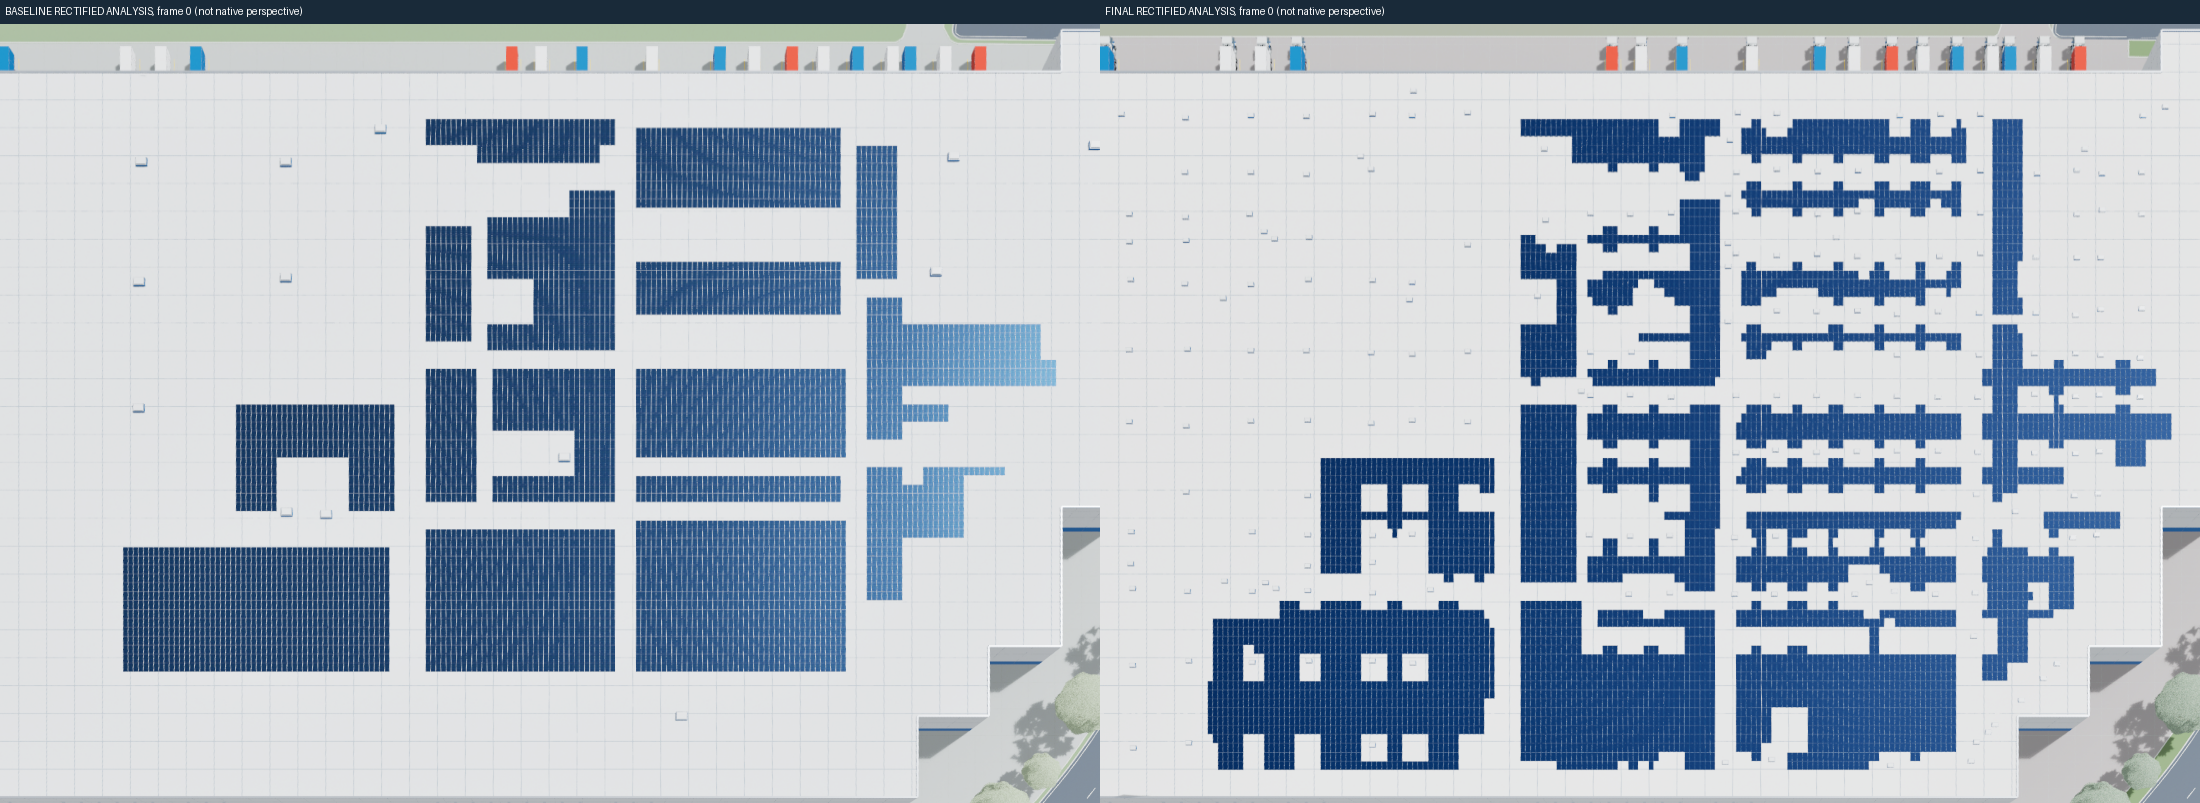 BASELINE RECTIFIED ANALYSIS, frame 0 (not native perspective)
FINAL RECTIFIED ANALYSIS, frame 0 (not native perspective)